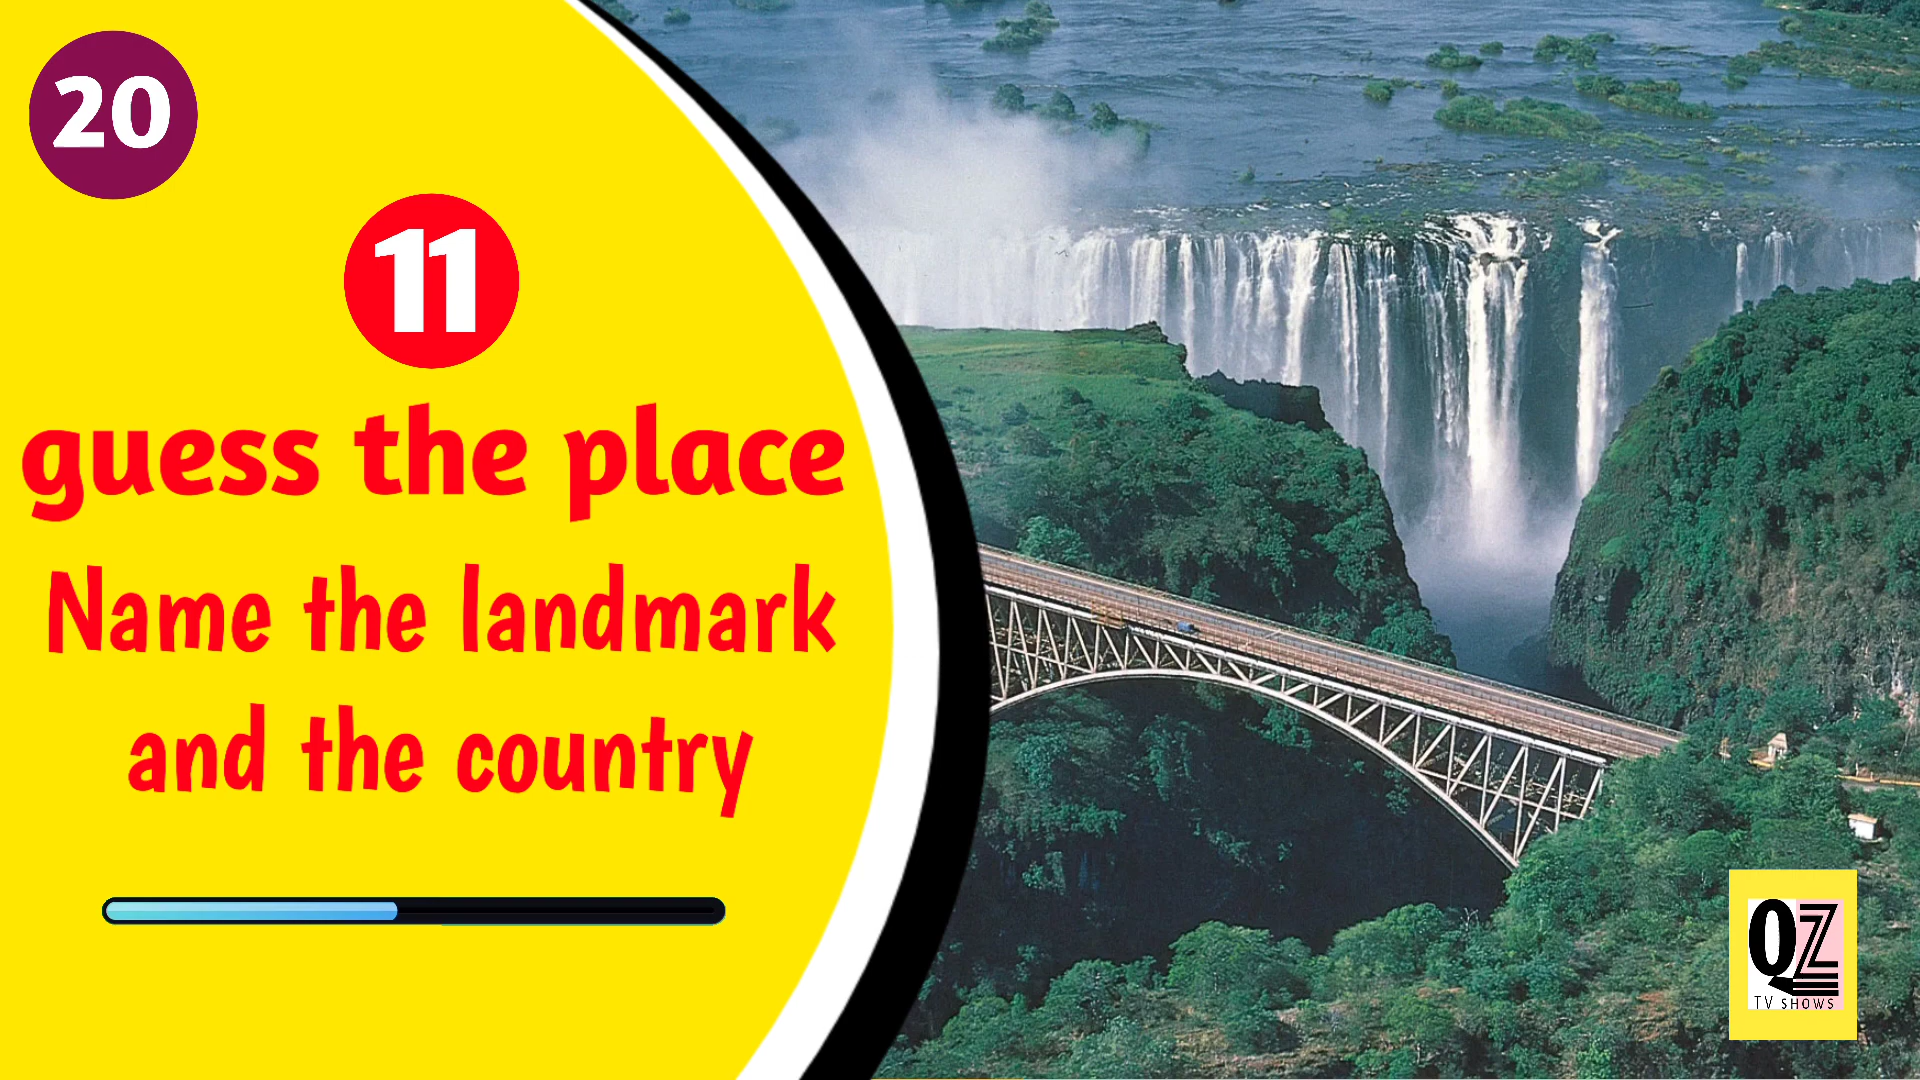 20
11
guess the place
Name the landmark
and the country
QZ
TV SHOWS